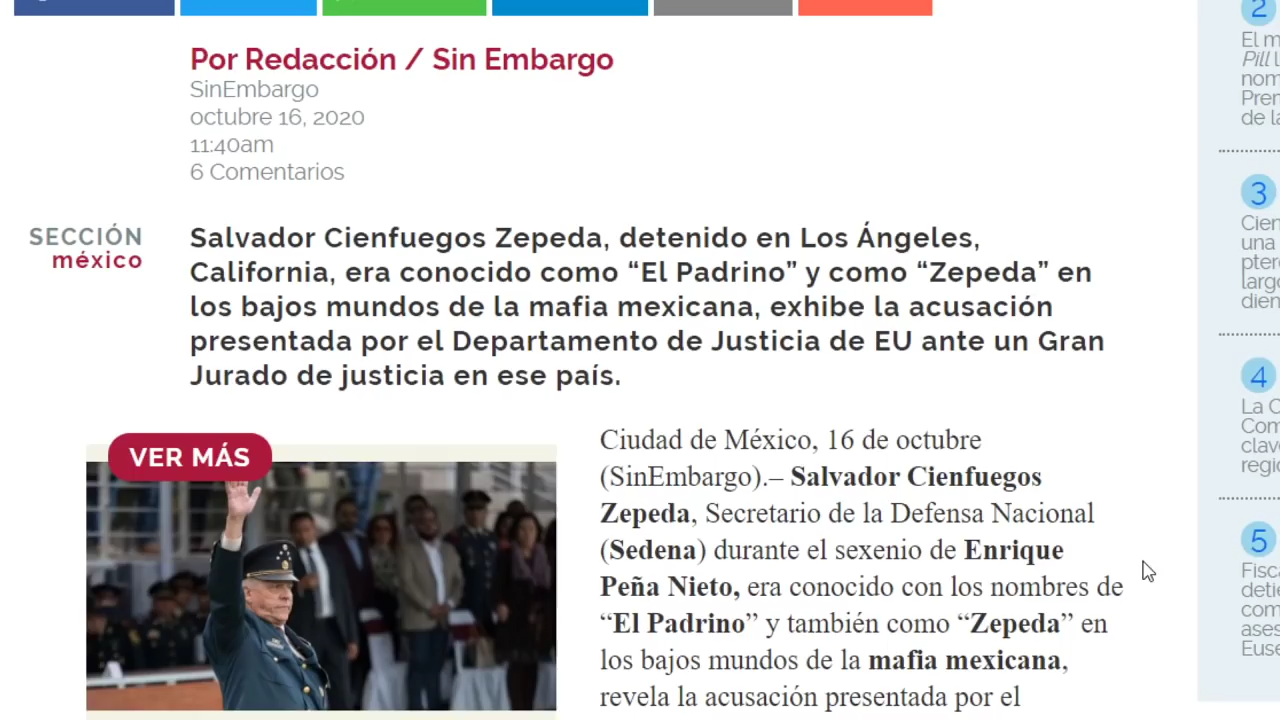 Por Redacción / Sin Embargo
SinEmbargo
octubre 16, 2020
11:40am
6 Comentarios
SECCIÓN
méxico
Salvador Cienfuegos Zepeda, detenido en Los Ángeles,
California, era conocido como “El Padrino” y como “Zepeda” en
los bajos mundos de la mafia mexicana, exhibe la acusación
presentada por el Departamento de Justicia de EU ante un Gran
Jurado de justicia en ese país.
VER MÁS
Ciudad de México, 16 de octubre
(SinEmbargo).– Salvador Cienfuegos
Zepeda, Secretario de la Defensa Nacional
(Sedena) durante el sexenio de Enrique
Peña Nieto, era conocido con los nombres de
“El Padrino” y también como “Zepeda” en
los bajos mundos de la mafia mexicana,
revela la acusación presentada por el
2
El
Pill
de
3
una
4
La
5